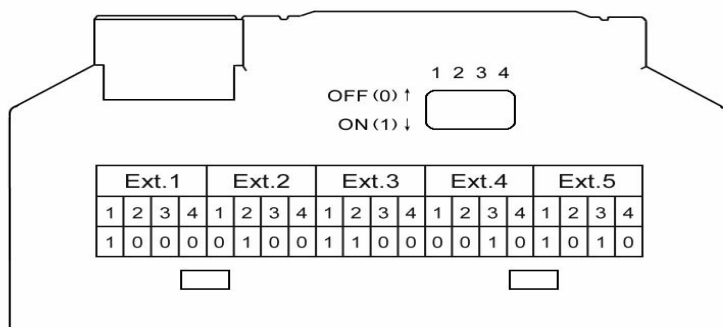 1 2 3 4
OFF(0)↑
ON(1)↓
Ext.1 Ext.2 Ext.3 Ext.4 Ext.5
1 2 3 4 1 2 3 4 1 2 3 4 1 2 3 4 1 2 3 4
1 0 0 0 0 1 0 0 1 1 0 0 0 0 1 0 1 0 1 0